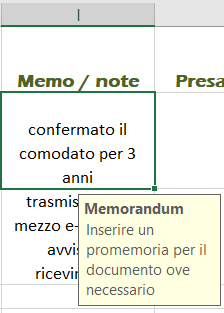 I
Memo / note
Presa
confermato il
comodato per 3
anni
trasmis
mezzo e-
avvis
ricevim
Memorandum
Inserire un
promemoria per il
documento ove
necessario